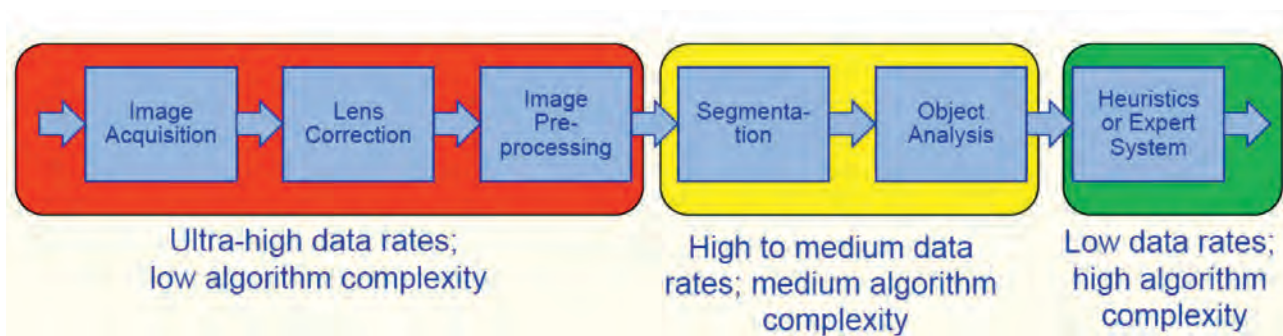 Image
Acquisition
Lens
Correction
Image
Pre-
processing
Segmenta-
tion
Object
Analysis
Heuristics
or Expert
System
Ultra-high data rates;
low algorithm complexity
High to medium data
rates; medium algorithm
complexity
Low data rates;
high algorithm
complexity